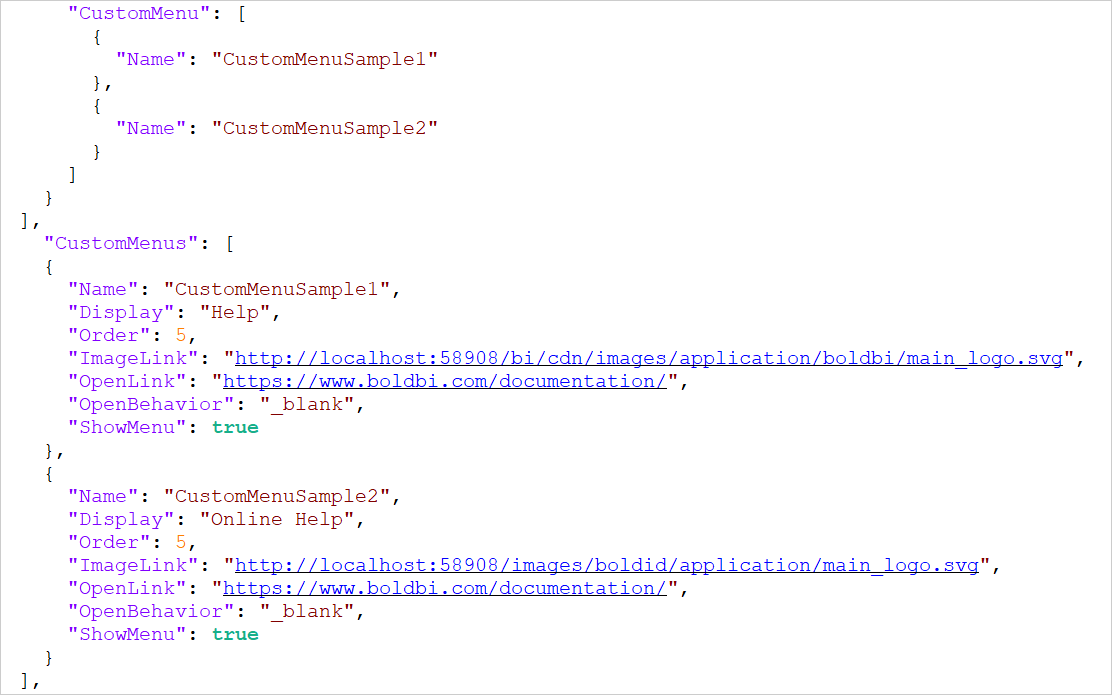 "CustomMenu": [
{
"Name": "CustomMenuSample1"
},
{
"Name": "CustomMenuSample2"
}
]
}
],
"CustomMenus": [
{
"Name": "CustomMenuSample1",
"Display": "Help",
"Order": 5,
"ImageLink": "http://localhost:58908/bi/cdn/images/application/boldbi/main_logo.svg",
"OpenLink": "https://www.boldbi.com/documentation/",
"OpenBehavior": "_blank",
"ShowMenu": true
},
{
"Name": "CustomMenuSample2",
"Display": "Online Help",
"Order": 5,
"ImageLink": "http://localhost:58908/images/boldid/application/main_logo.svg",
"OpenLink": "https://www.boldbi.com/documentation/",
"OpenBehavior": "_blank",
"ShowMenu": true
}
],